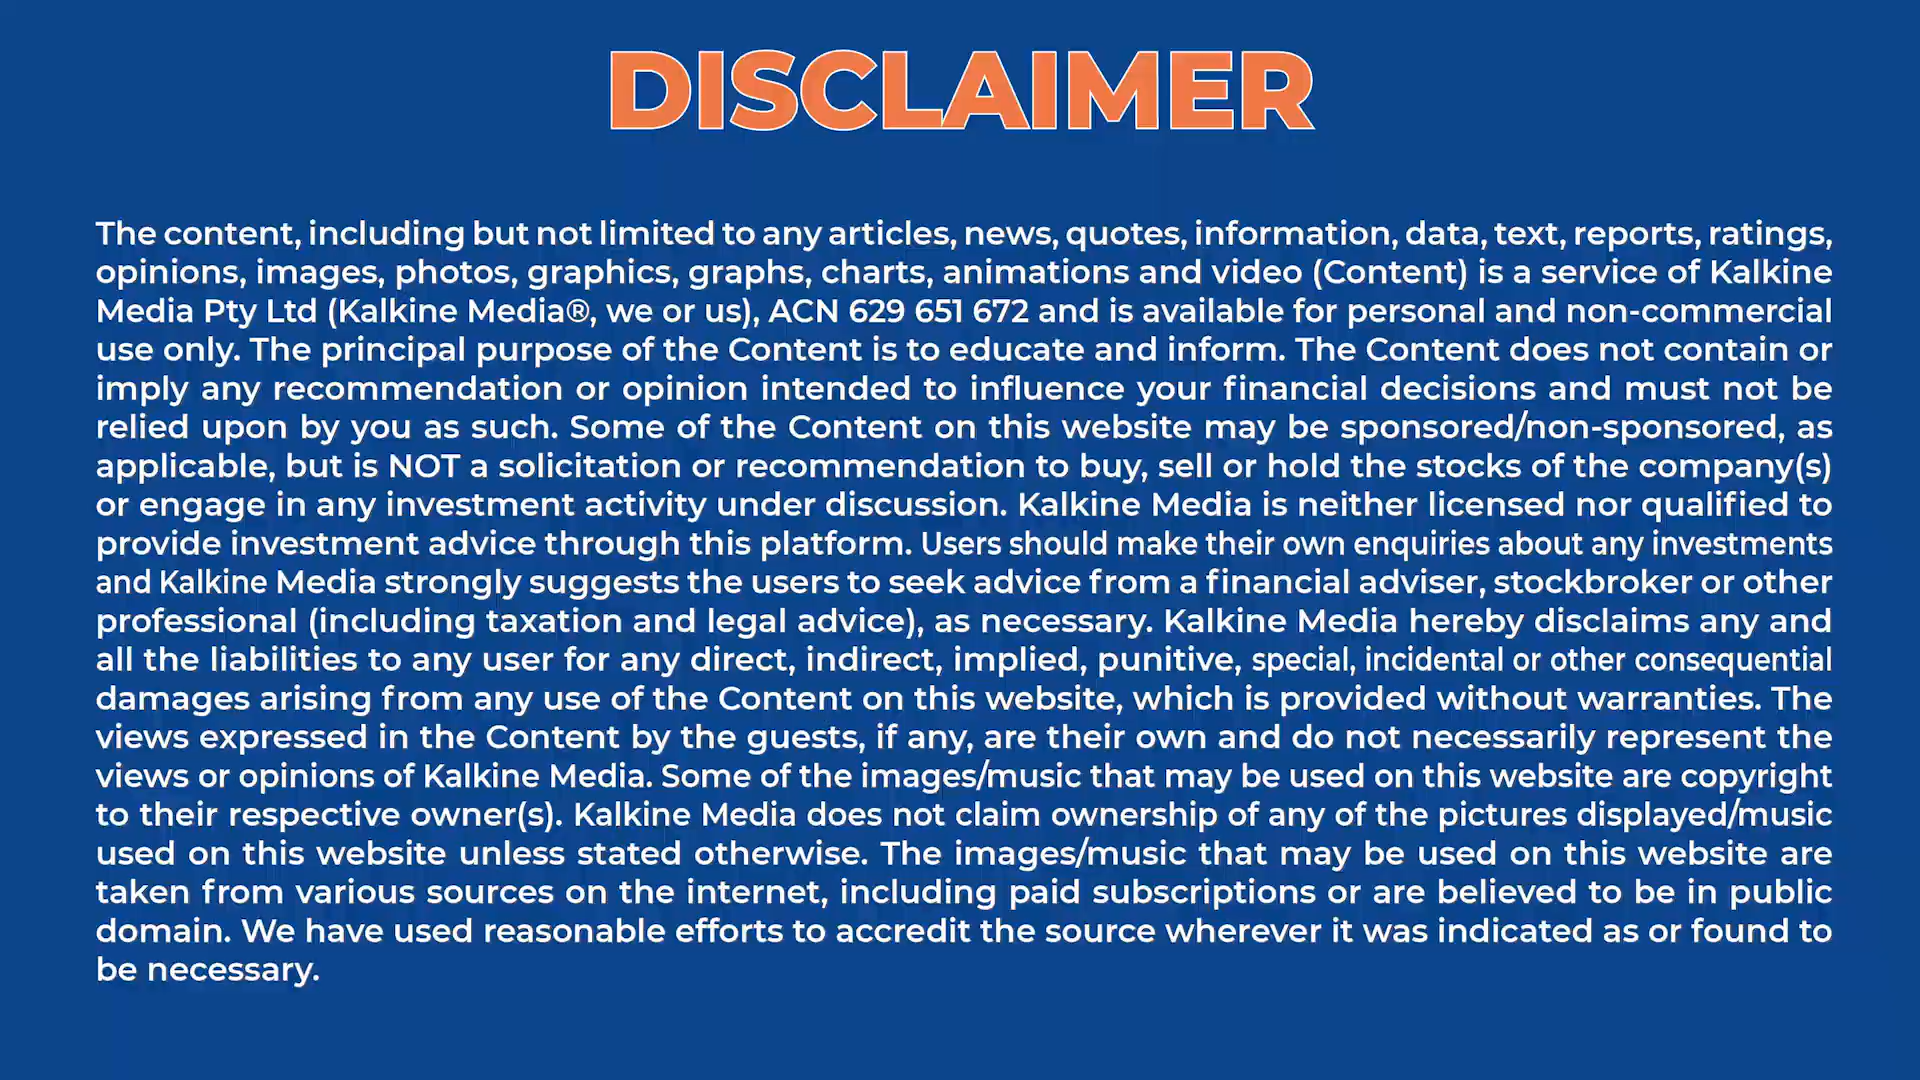 DISCLAIMER
The content, including but not limited to any articles, news, quotes, information, data, text, reports, ratings,
opinions, images, photos, graphics, graphs, charts, animations and video (Content) is a service of Kalkine
Media Pty Ltd (Kalkine Media®, we or us), ACN 629 651 672 and is available for personal and non-commercial
use only. The principal purpose of the Content is to educate and inform. The Content does not contain or
imply any recommendation or opinion intended to influence your financial decisions and must not be
relied upon by you as such. Some of the Content on this website may be sponsored/non-sponsored, as
applicable, but is NOT a solicitation or recommendation to buy, sell or hold the stocks of the company(s)
or engage in any investment activity under discussion. Kalkine Media is neither licensed nor qualified to
provide investment advice through this platform. Users should make their own enquiries about any investments
and Kalkine Media strongly suggests the users to seek advice from a financial adviser, stockbroker or other
professional (including taxation and legal advice), as necessary. Kalkine Media hereby disclaims any and
all the liabilities to any user for any direct, indirect, implied, punitive, special, incidental or other consequential
damages arising from any use of the Content on this website, which is provided without warranties. The
views expressed in the Content by the guests, if any, are their own and do not necessarily represent the
views or opinions of Kalkine Media. Some of the images/music that may be used on this website are copyright
to their respective owner(s). Kalkine Media does not claim ownership of any of the pictures displayed/music
used on this website unless stated otherwise. The images/music that may be used on this website are
taken from various sources on the internet, including paid subscriptions or are believed to be in public
domain. We have used reasonable efforts to accredit the source wherever it was indicated as or found to
be necessary.